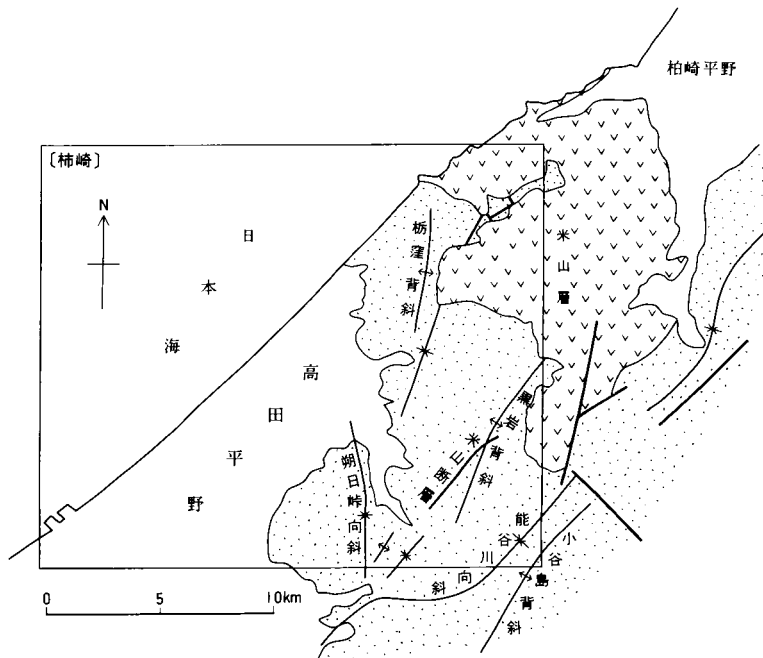 柏崎平野
〔柿崎〕
N
日本海
高田平野
栃窪背斜
米山層
黒岩背斜
米山断層
朔日峠向斜
能谷川向斜
小谷島背斜
0 5 10km